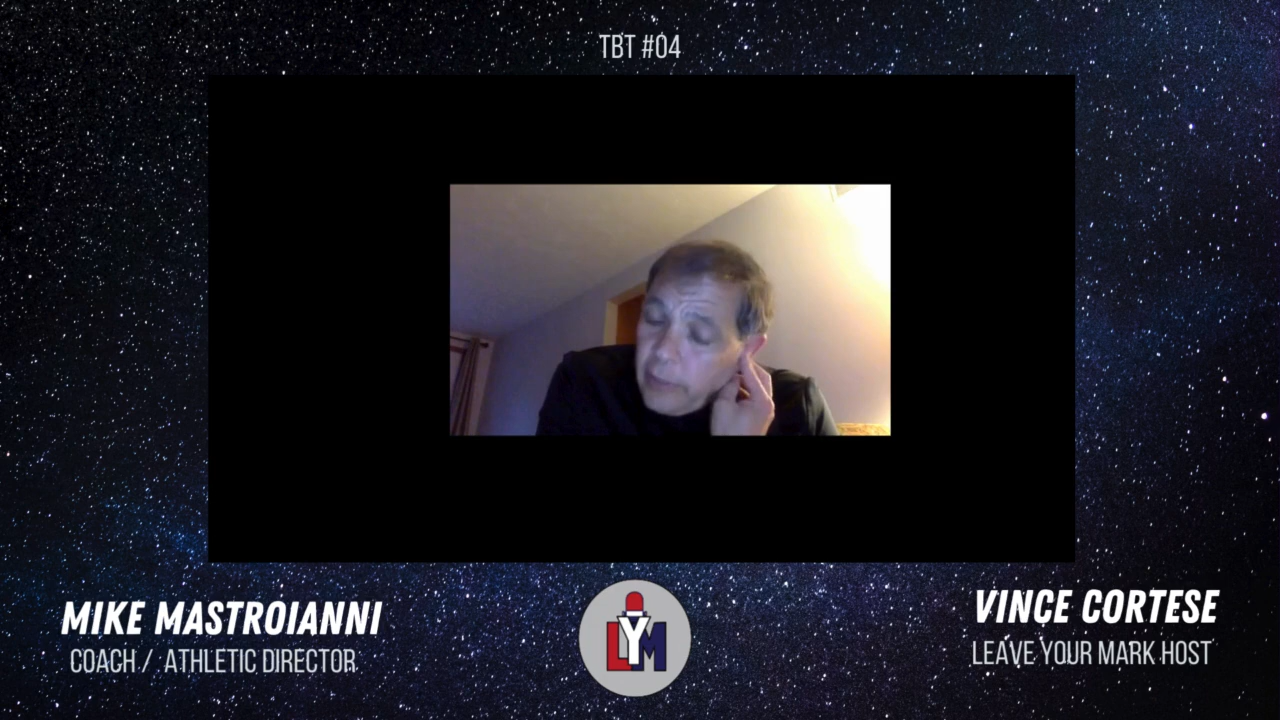 TBT #04
MIKE MASTROIANNI
COACH / ATHLETIC DIRECTOR
LYM
VINCE CORTESE
LEAVE YOUR MARK HOST